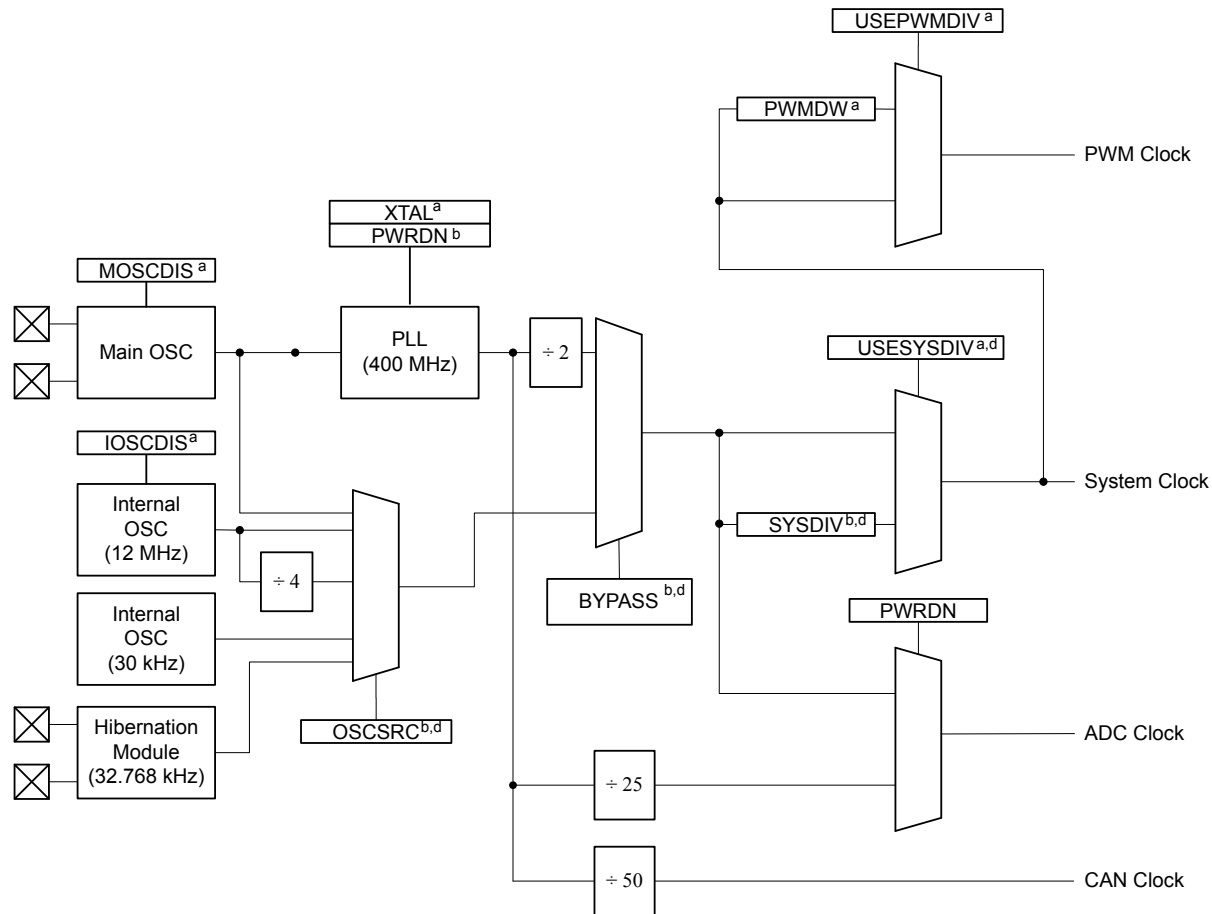 USEPWMDIV a
PWMDW a
PWM Clock
XTAL a
PWRDN b
MOSCDIS a
Main OSC
PLL
(400 MHz)
÷ 2
USESYSDIV a,d
IOSCDIS a
Internal
OSC
(12 MHz)
÷ 4
System Clock
SYSDIV b,d
BYPASS b,d
Internal
OSC
(30 kHz)
PWRDN
OSCSRC b,d
Hibernation
Module
(32.768 kHz)
ADC Clock
÷ 25
÷ 50
CAN Clock